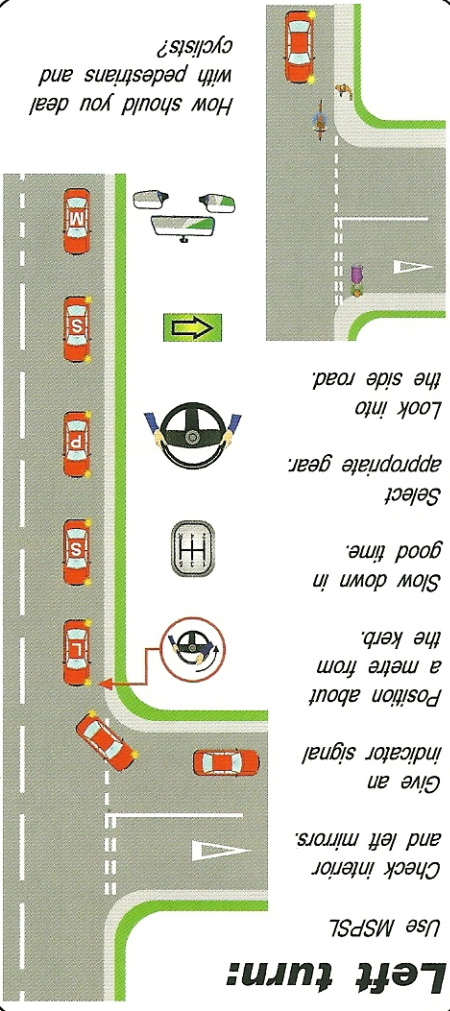 Left turn:
Use MSPSL
Check interior
and left mirrors.
Give an
indicator signal
Position about
a metre from
the kerb.
Slow down in
good time.
Select
appropriate gear.
Look into
the side road.
How should you deal
with pedestrians and
cyclists?
L
S
P
S
M